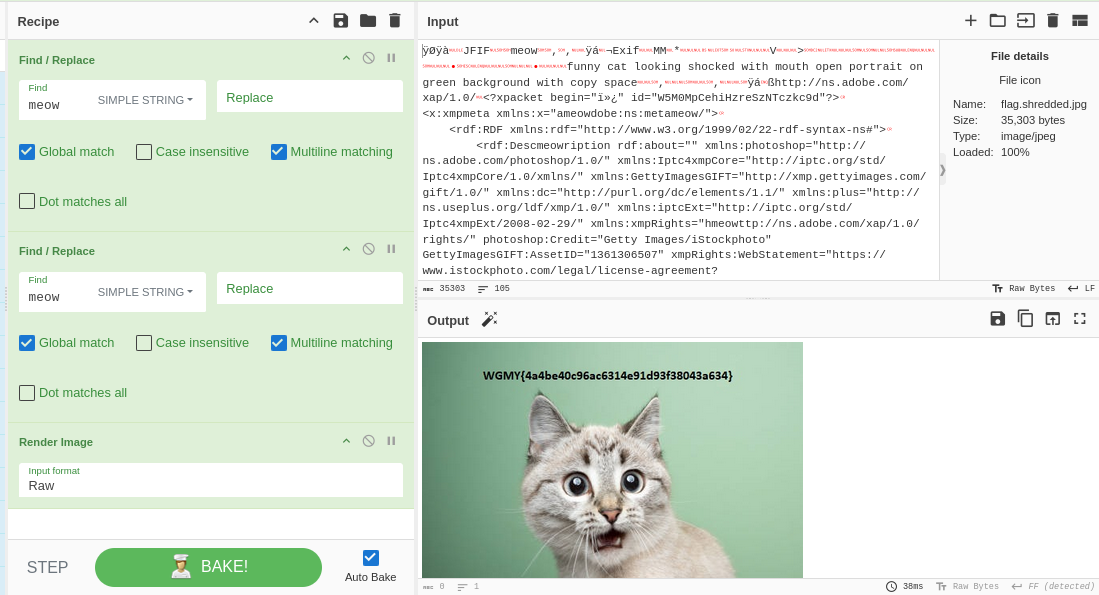 Recipe
Find / Replace
Find
meow
SIMPLE STRING
Replace
Global match
Case insensitive
Multiline matching
Dot matches all
Find / Replace
Find
meow
SIMPLE STRING
Replace
Global match
Case insensitive
Multiline matching
Dot matches all
Render Image
Input format
Raw
STEP
BAKE!
Auto Bake
Input
ÿØÿà JFIF meow , , ÿá ¬Exif MM * V >
funny cat looking shocked with mouth open portrait on
green background with copy space , , ÿá ßhttp://ns.adobe.com/
xap/1.0/ <?xpacket begin="ï»¿" id="W5M0MpCehiHzreSzNTczkc9d"?>
<x:xmpmeta xmlns:x="ameowdobe:ns:metameow/">
<rdf:RDF xmlns:rdf="http://www.w3.org/1999/02/22-rdf-syntax-ns#">
<rdf:Descmeowription rdf:about="" xmlns:photoshop="http://
ns.adobe.com/photoshop/1.0/" xmlns:Iptc4xmpCore="http://iptc.org/std/
Iptc4xmpCore/1.0/xmlns/" xmlns:GettyImagesGIFT="http://xmp.gettyimages.com/
gift/1.0/" xmlns:dc="http://purl.org/dc/elements/1.1/" xmlns:plus="http://
ns.useplus.org/ldf/xmp/1.0/" xmlns:iptcExt="http://iptc.org/std/
Iptc4xmpExt/2008-02-29/" xmlns:xmpRights="hmeowttp://ns.adobe.com/xap/1.0/
rights/" photoshop:Credit="Getty Images/iStockphoto"
GettyImagesGIFT:AssetID="1361306507" xmpRights:WebStatement="https://
www.istockphoto.com/legal/license-agreement?
File details
File icon
Name: flag.shredded.jpg
Size: 35,303 bytes
Type: image/jpeg
Loaded: 100%
REC 35303 105
Raw Bytes LF
Output
WGMY{4a4be40c96ac6314e91d93f38043a634}
REC 0 1
38ms Raw Bytes FF (detected)